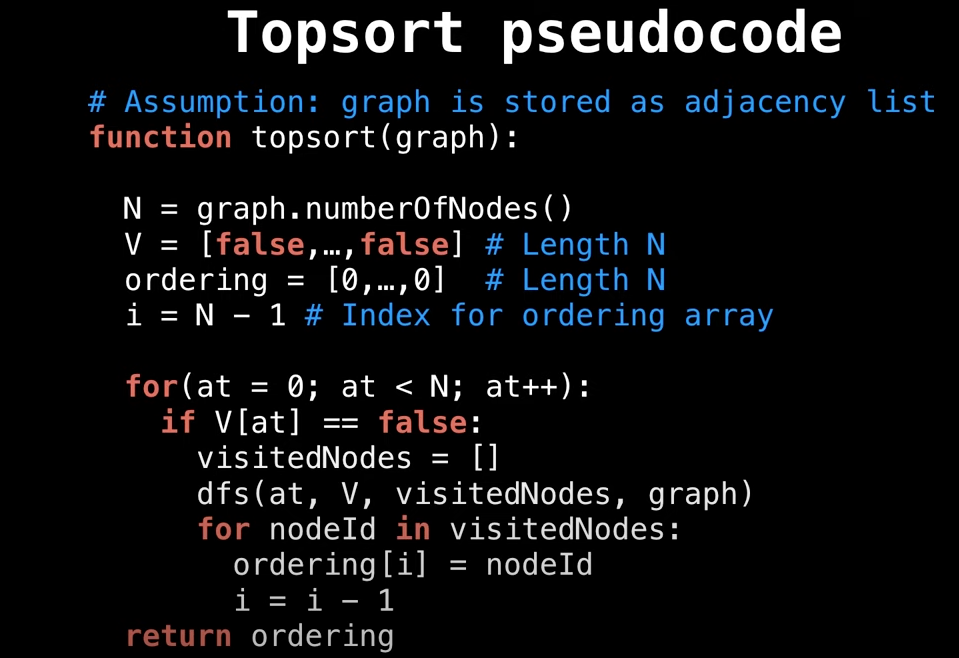 Topsort pseudocode
# Assumption: graph is stored as adjacency list
function topsort(graph):
N = graph.numberOfNodes()
V = [false,…,false] # Length N
ordering = [0,…,0]  # Length N
i = N - 1 # Index for ordering array
for(at = 0; at < N; at++):
if V[at] == false:
visitedNodes = []
dfs(at, V, visitedNodes, graph)
for nodeId in visitedNodes:
ordering[i] = nodeId
i = i - 1
return ordering